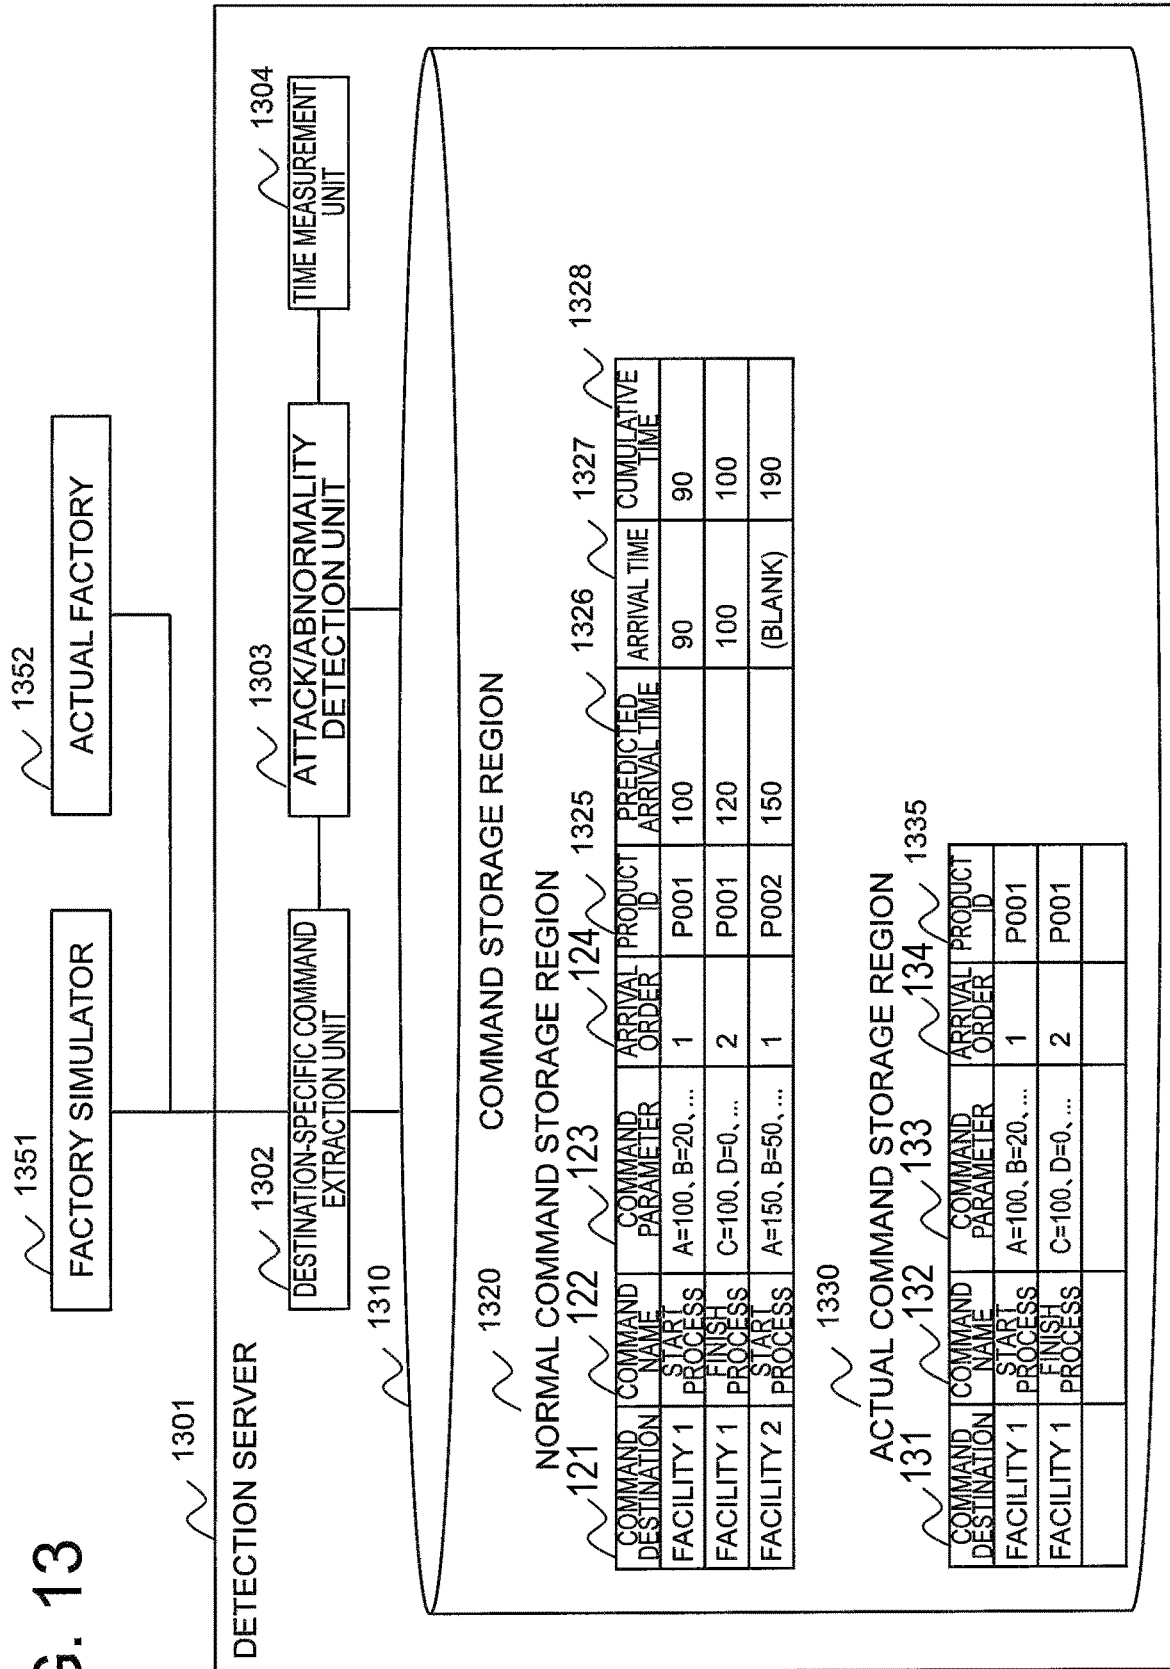 G. 13
1351
FACTORY SIMULATOR
1352
ACTUAL FACTORY
1301
DETECTION SERVER
1302
DESTINATION-SPECIFIC COMMAND
EXTRACTION UNIT
1303
ATTACK/ABNORMALITY
DETECTION UNIT
1304
TIME MEASUREMENT
UNIT
1310
COMMAND STORAGE REGION
1320
NORMAL COMMAND STORAGE REGION
121 122 123 124 1325 1326 1327 1328
COMMAND DESTINATION COMMAND NAME COMMAND PARAMETER ARRIVAL ORDER PRODUCT ID PREDICTED ARRIVAL TIME ARRIVAL TIME CUMULATIVE TIME
FACILITY 1 START PROCESS A=100、B=20、... 1 P001 100 90 90
FACILITY 1 FINISH PROCESS C=100、D=0、... 2 P001 120 100 100
FACILITY 2 START PROCESS A=150、B=50、... 1 P002 150 (BLANK) 190
1330
ACTUAL COMMAND STORAGE REGION
131 132 133 134 1335
COMMAND DESTINATION COMMAND NAME COMMAND PARAMETER ARRIVAL ORDER PRODUCT ID
FACILITY 1 START PROCESS A=100、B=20、... 1 P001
FACILITY 1 FINISH PROCESS C=100、D=0、... 2 P001